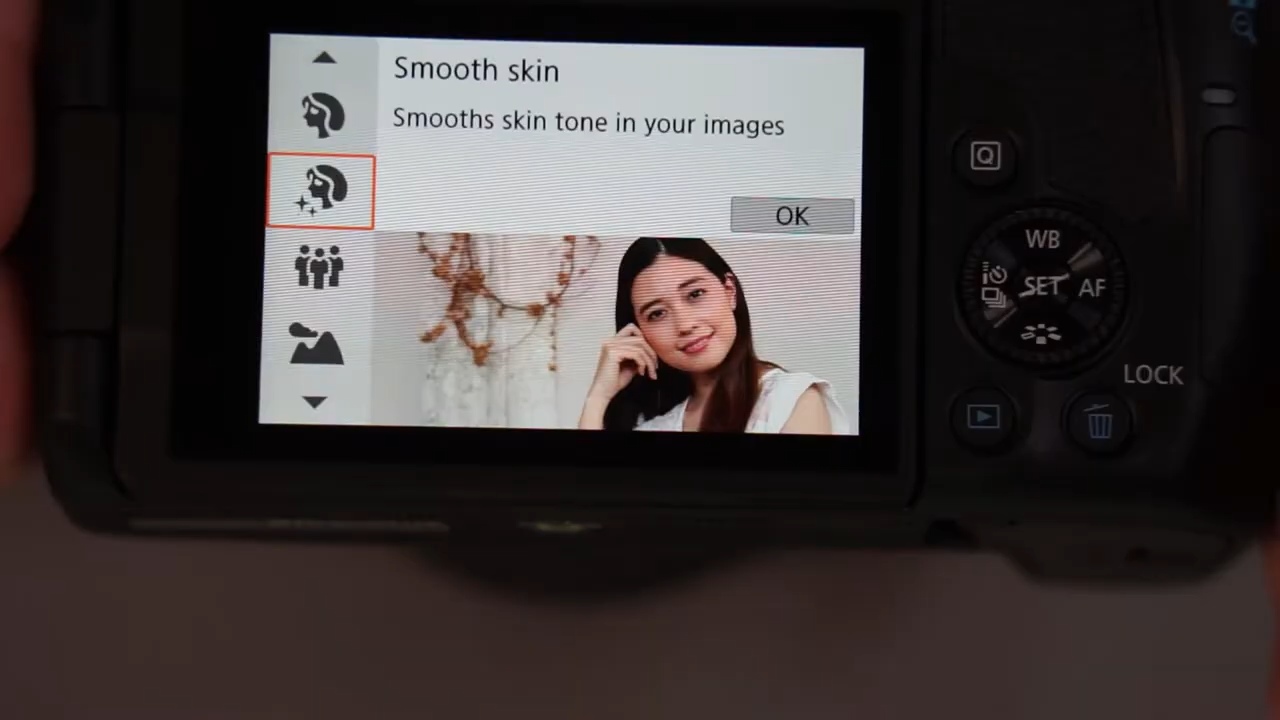 Smooth skin
Smooths skin tone in your images
OK
Q
WB
SET
AF
LOCK